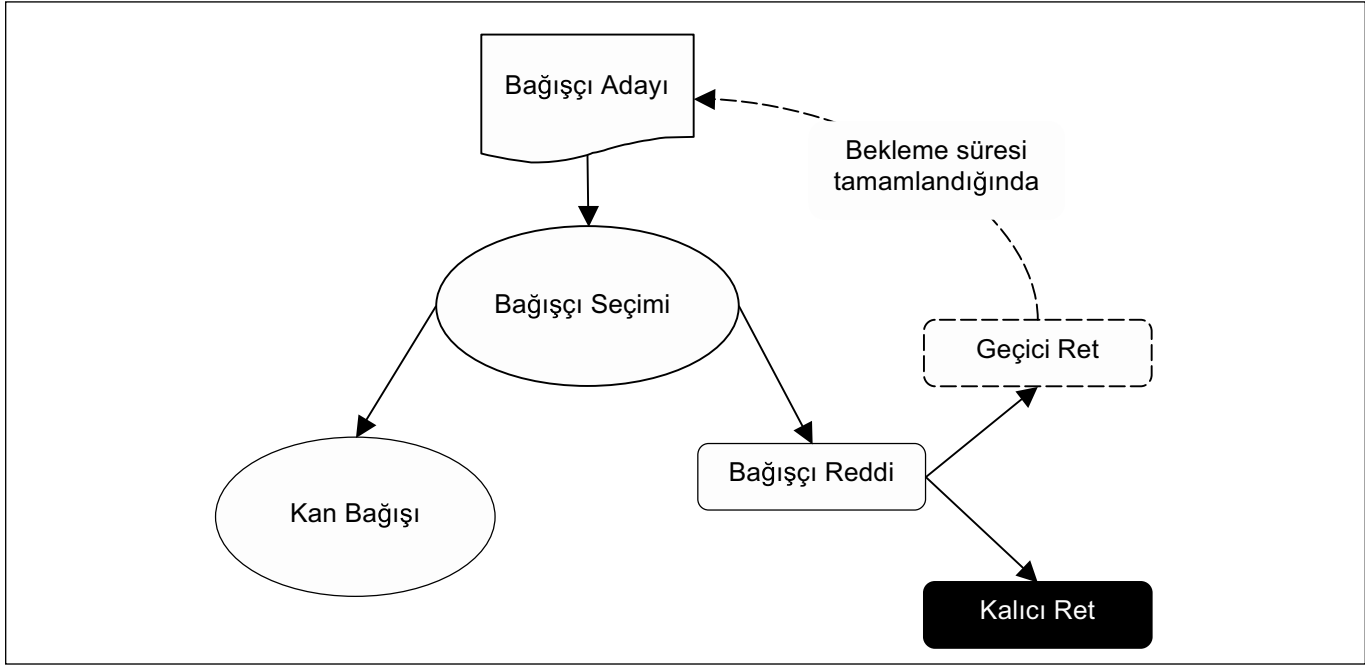 Bağışçı Adayı
Bekleme süresi
tamamlandığında
Bağışçı Seçimi
Geçici Ret
Bağışçı Reddi
Kan Bağışı
Kalıcı Ret